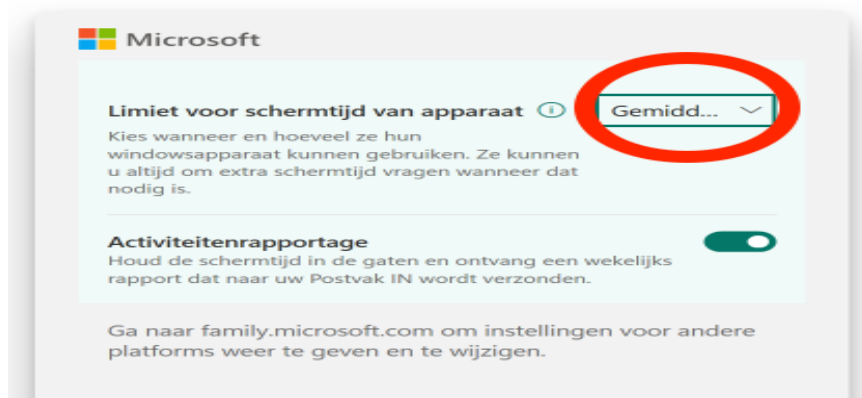 Microsoft
Limiet voor schermtijd van apparaat
Gemidd...
Kies wanneer en hoeveel ze hun
windowsapparaat kunnen gebruiken. Ze kunnen
u altijd om extra schermtijd vragen wanneer dat
nodig is.
Activiteitenrapportage
Houd de schermtijd in de gaten en ontvang een wekelijks
rapport dat naar uw Postvak IN wordt verzonden.
Ga naar family.microsoft.com om instellingen voor andere
platforms weer te geven en te wijzigen.